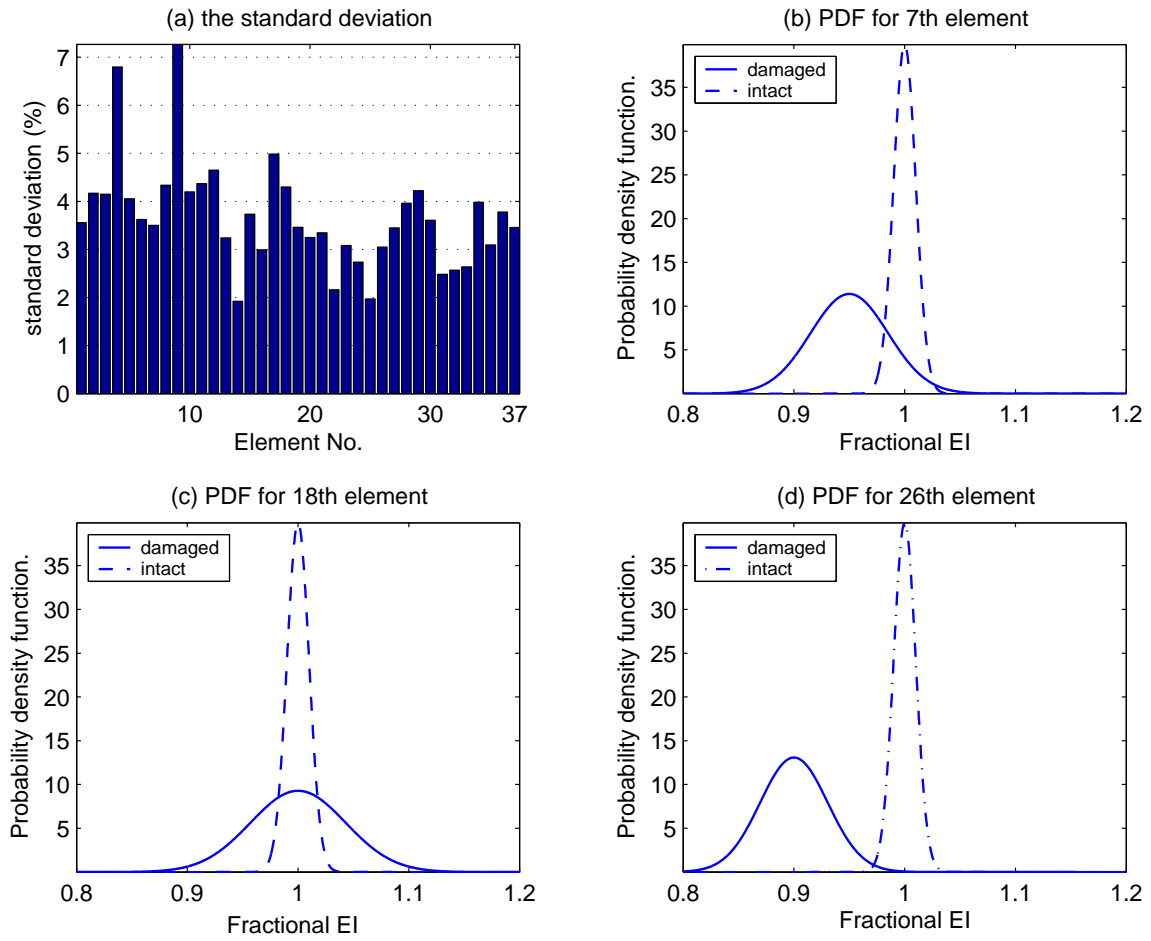 (a) the standard deviation
standard deviation (%)
7
6
5
4
3
2
1
0
10
20
30
37
Element No.
(b) PDF for 7th element
Probability density function.
35
30
25
20
15
10
5
damaged
intact
0.8
0.9
1
1.1
1.2
Fractional EI
(c) PDF for 18th element
Probability density function.
35
30
25
20
15
10
5
damaged
intact
0.8
0.9
1
1.1
1.2
Fractional EI
(d) PDF for 26th element
Probability density function.
35
30
25
20
15
10
5
damaged
intact
0.8
0.9
1
1.1
1.2
Fractional EI